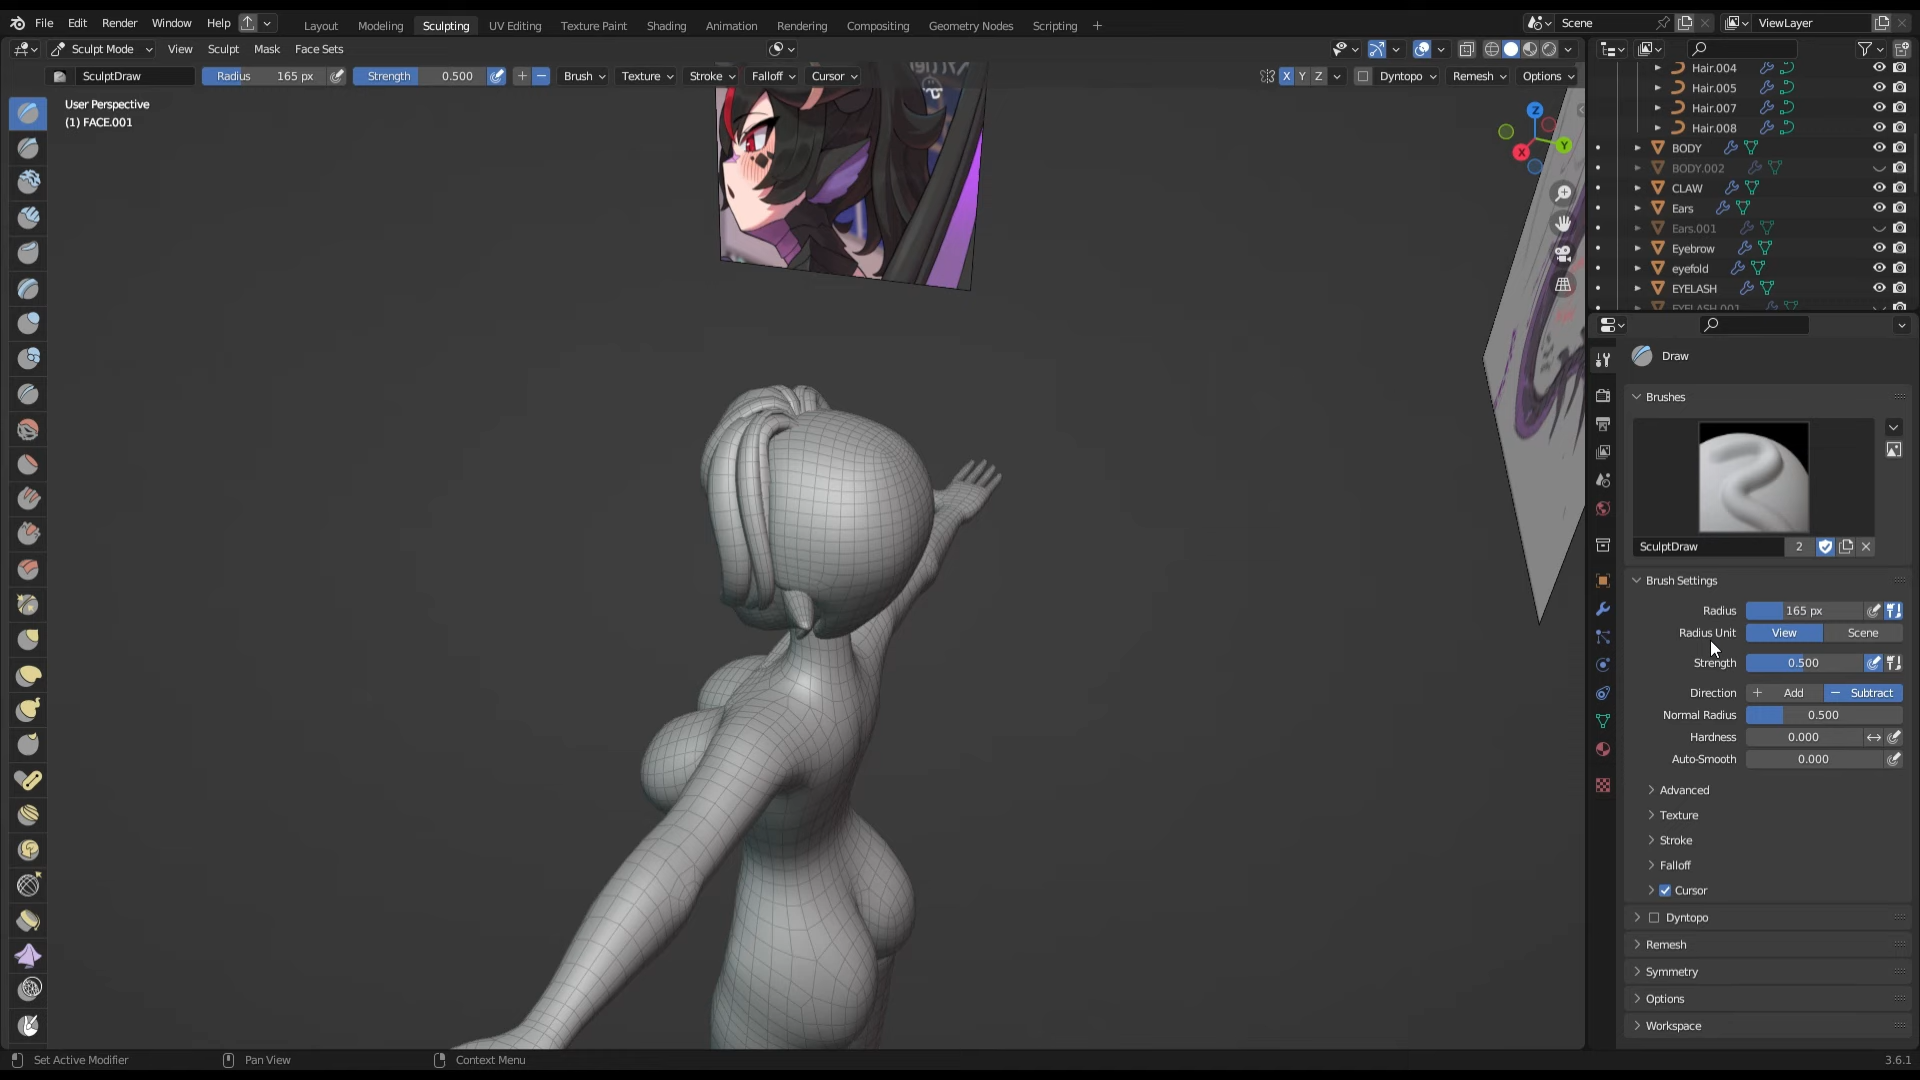 File Edit Render Window Help
Layout Modeling Sculpting UV Editing Texture Paint Shading Animation Rendering Compositing Geometry Nodes Scripting +
Scene
ViewLayer
Sculpt Mode View Sculpt Mask Face Sets
SculptDraw Radius 165 px Strength 0.500 + − Brush Texture Stroke Falloff Cursor
X Y Z Dyntopo Remesh Options
User Perspective
(1) FACE.001
Z
X
Y
Hair.004
Hair.005
Hair.007
Hair.008
BODY
BODY.002
CLAW
Ears
Ears.001
Eyebrow
eyefold
EYELASH
EYELASH.001
Draw
Brushes
SculptDraw 2
Brush Settings
Radius 165 px
Radius Unit View Scene
Strength 0.500
Direction + Add − Subtract
Normal Radius 0.500
Hardness 0.000
Auto-Smooth 0.000
Advanced
Texture
Stroke
Falloff
Cursor
Dyntopo
Remesh
Symmetry
Options
Workspace
Set Active Modifier
Pan View
Context Menu
3.6.1